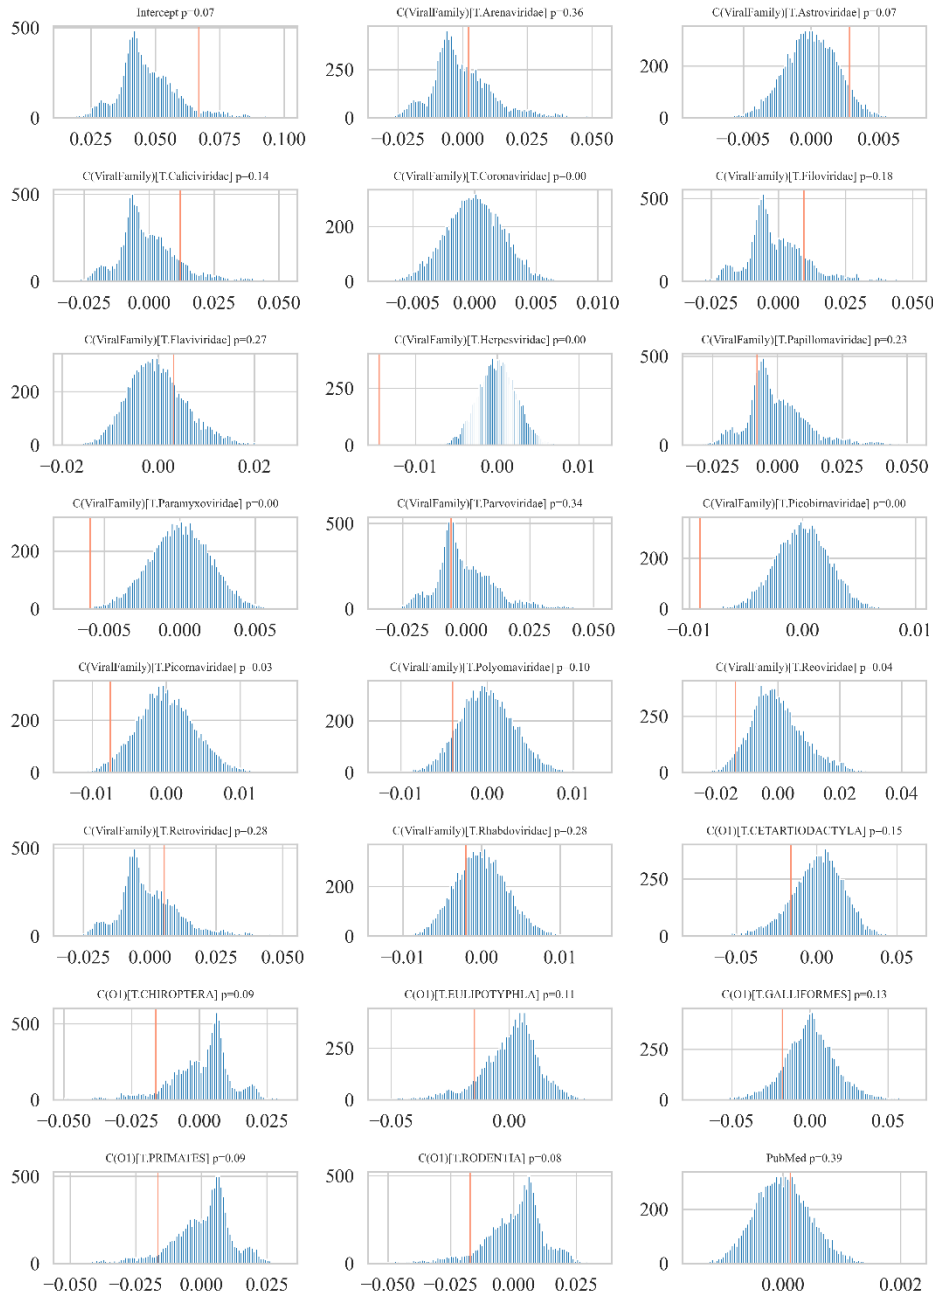 Intercept p=0.07
C(ViralFamily)[T.Arenaviridae] p=0.36
C(ViralFamily)[T.Astroviridae] p=0.07
500
250
0
200
0
0
0.025 0.050 0.075 0.100
−0.025 0.000 0.025 0.050
−0.005 0.000 0.005
C(ViralFamily)[T.Caliciviridae] p=0.14
C(ViralFamily)[T.Coronaviridae] p=0.00
C(ViralFamily)[T.Filoviridae] p=0.18
500
200
500
0
0
0
−0.025 0.000 0.025 0.050
−0.005 0.000 0.005 0.010
−0.025 0.000 0.025 0.050
C(ViralFamily)[T.Flaviviridae] p=0.27
C(ViralFamily)[T.Herpesviridae] p=0.00
C(ViralFamily)[T.Papillomaviridae] p=0.23
200
250
500
0
0
0
−0.02 0.00 0.02
−0.01 0.00 0.01
−0.025 0.000 0.025 0.050
C(ViralFamily)[T.Paramyxoviridae] p=0.00
C(ViralFamily)[T.Parvoviridae] p=0.34
C(ViralFamily)[T.Picobirnaviridae] p=0.00
200
500
200
0
0
0
−0.005 0.000 0.005
−0.025 0.000 0.025 0.050
−0.01 0.00 0.01
C(ViralFamily)[T.Picornaviridae] p=0.03
C(ViralFamily)[T.Polyomaviridae] p=0.10
C(ViralFamily)[T.Reoviridae] p=0.04
200
200
250
0
0
0
−0.01 0.00 0.01
−0.01 0.00 0.01
−0.02 0.00 0.02 0.04
C(ViralFamily)[T.Retroviridae] p=0.28
C(ViralFamily)[T.Rhabdoviridae] p=0.28
C(O1)[T.CETARTIODACTYLA] p=0.15
500
200
250
0
0
0
−0.025 0.000 0.025 0.050
−0.01 0.00 0.01
−0.05 0.00 0.05
C(O1)[T.CHIROPTERA] p=0.09
C(O1)[T.EULIPOTYPHLA] p=0.11
C(O1)[T.GALLIFORMES] p=0.13
500
250
250
0
0
0
−0.050 −0.025 0.000 0.025
−0.05 0.00
−0.05 0.00 0.05
C(O1)[T.PRIMATES] p=0.09
C(O1)[T.RODENTIA] p=0.08
PubMed p=0.39
500
500
200
0
0
0
−0.050 −0.025 0.000 0.025
−0.050 −0.025 0.000 0.025
0.000 0.002